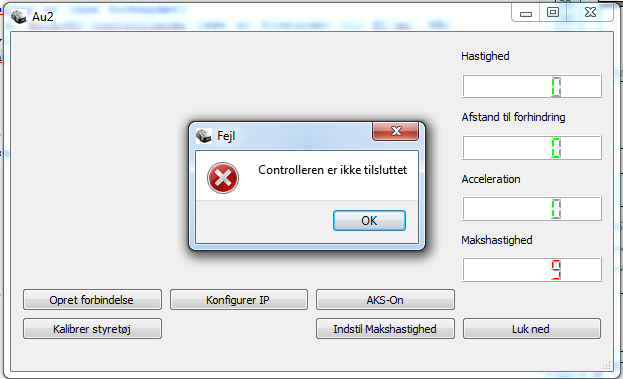 Au2
Hastighed
0
Afstand til forhindring
0
Acceleration
0
Makshastighed
9
Fejl
Controlleren er ikke tilsluttet
OK
Opret forbindelse
Konfigurer IP
AKS-On
Kalibrer styretøj
Indstil Makshastighed
Luk ned